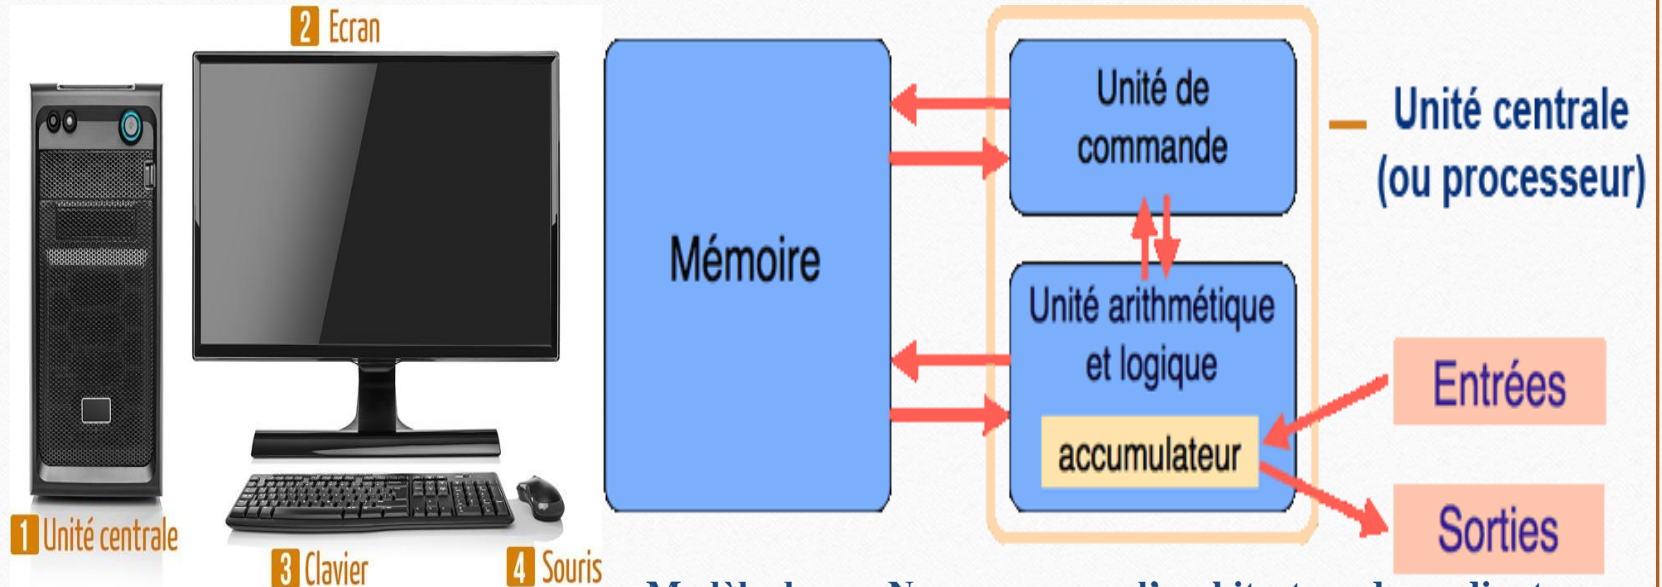 2 Ecran
1 Unité centrale
3 Clavier
4 Souris
Mémoire
Unité de
commande
Unité arithmétique
et logique
accumulateur
Unité centrale
(ou processeur)
Entrées
Sorties